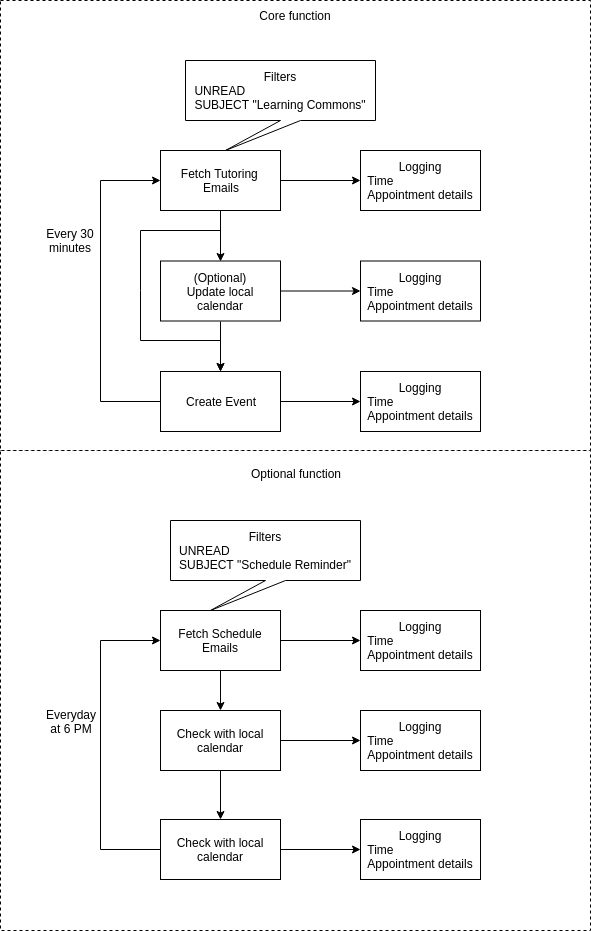 Core function
Filters
UNREAD
SUBJECT "Learning Commons"
Fetch Tutoring
Emails
Logging
Time
Appointment details
Every 30
minutes
(Optional)
Update local
calendar
Logging
Time
Appointment details
Create Event
Logging
Time
Appointment details
Optional function
Filters
UNREAD
SUBJECT "Schedule Reminder"
Fetch Schedule
Emails
Logging
Time
Appointment details
Everyday
at 6 PM
Check with local
calendar
Logging
Time
Appointment details
Check with local
calendar
Logging
Time
Appointment details